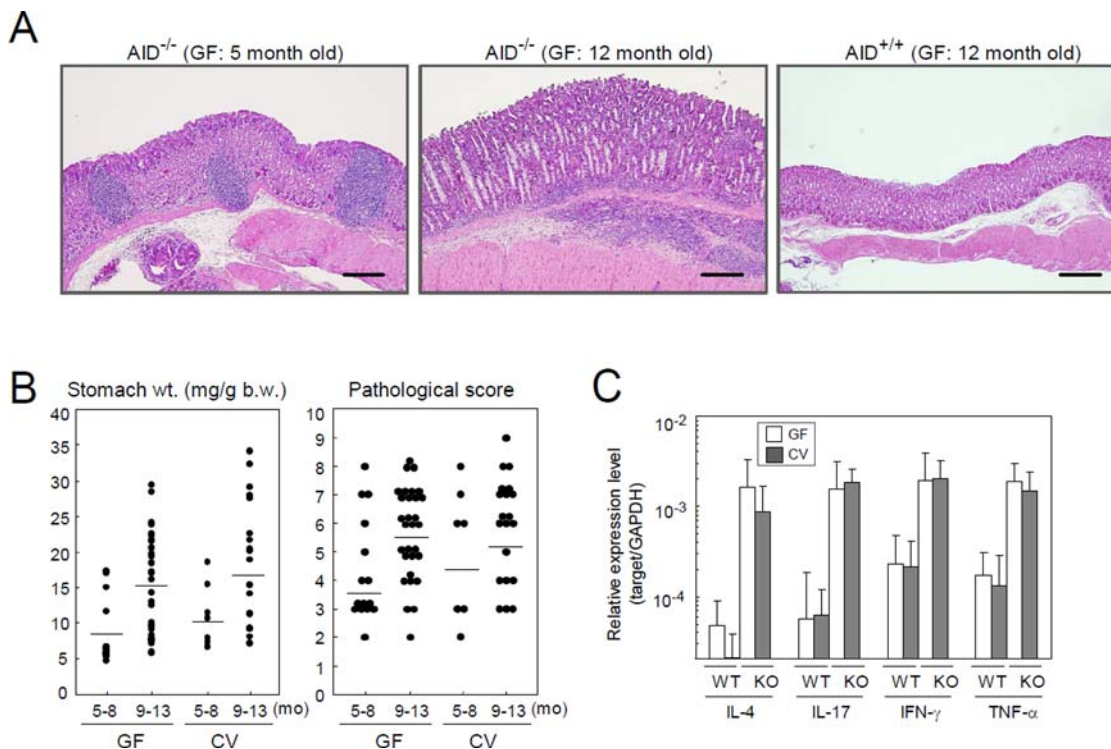 A
AID-/- (GF: 5 month old) AID-/- (GF: 12 month old) AID+/+ (GF: 12 month old)
B
Stomach wt. (mg/g b.w.) Pathological score
40
35
30
25
20
15
10
5
0
5-8 9-13 5-8 9-13 (mo)
GF CV
10
9
8
7
6
5
4
3
2
1
0
5-8 9-13 5-8 9-13 (mo)
GF CV
C
Relative expression level
(target/GAPDH)
10-2
10-3
10-4
GF
CV
WT KO WT KO WT KO WT KO
IL-4 IL-17 IFN-γ TNF-α